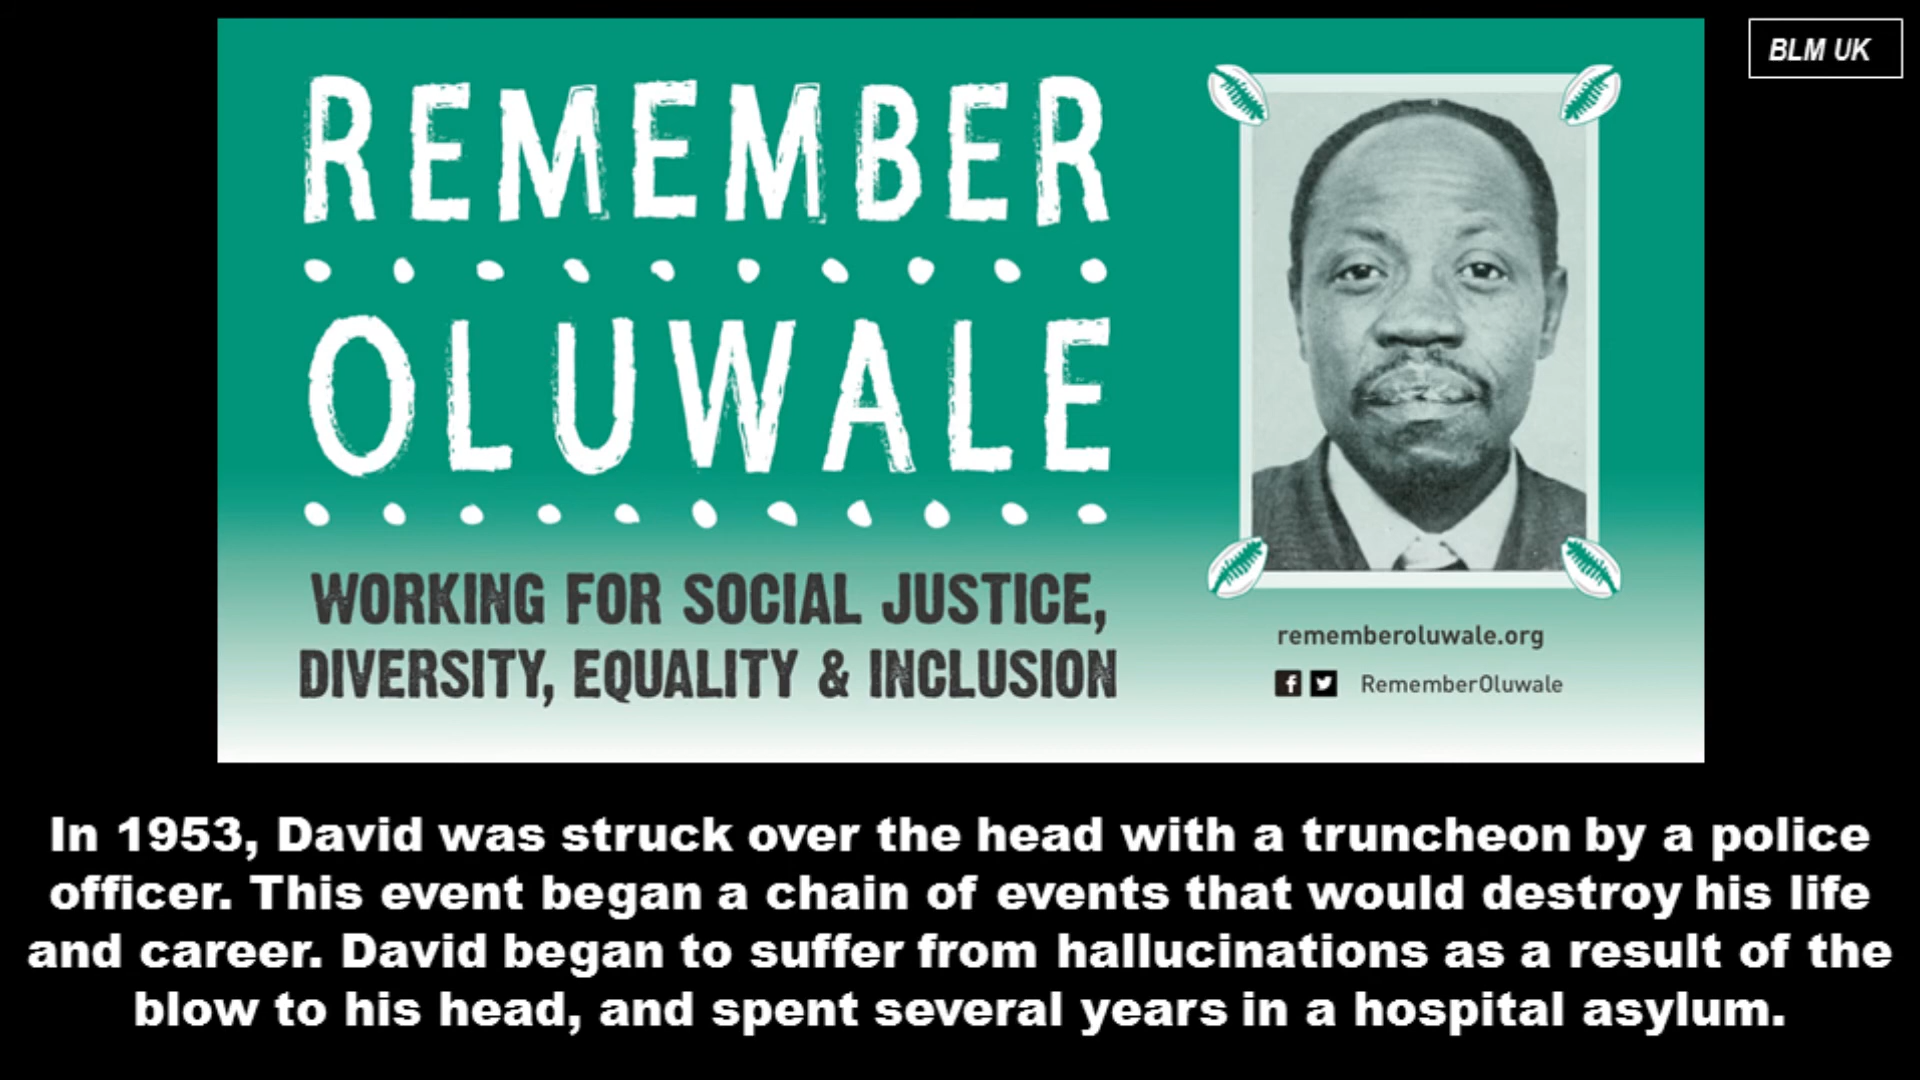 BLM UK
REMEMBER
OLUWALE
WORKING FOR SOCIAL JUSTICE,
DIVERSITY, EQUALITY & INCLUSION
rememberoluwale.org
RememberOluwale
In 1953, David was struck over the head with a truncheon by a police
officer. This event began a chain of events that would destroy his life
and career. David began to suffer from hallucinations as a result of the
blow to his head, and spent several years in a hospital asylum.